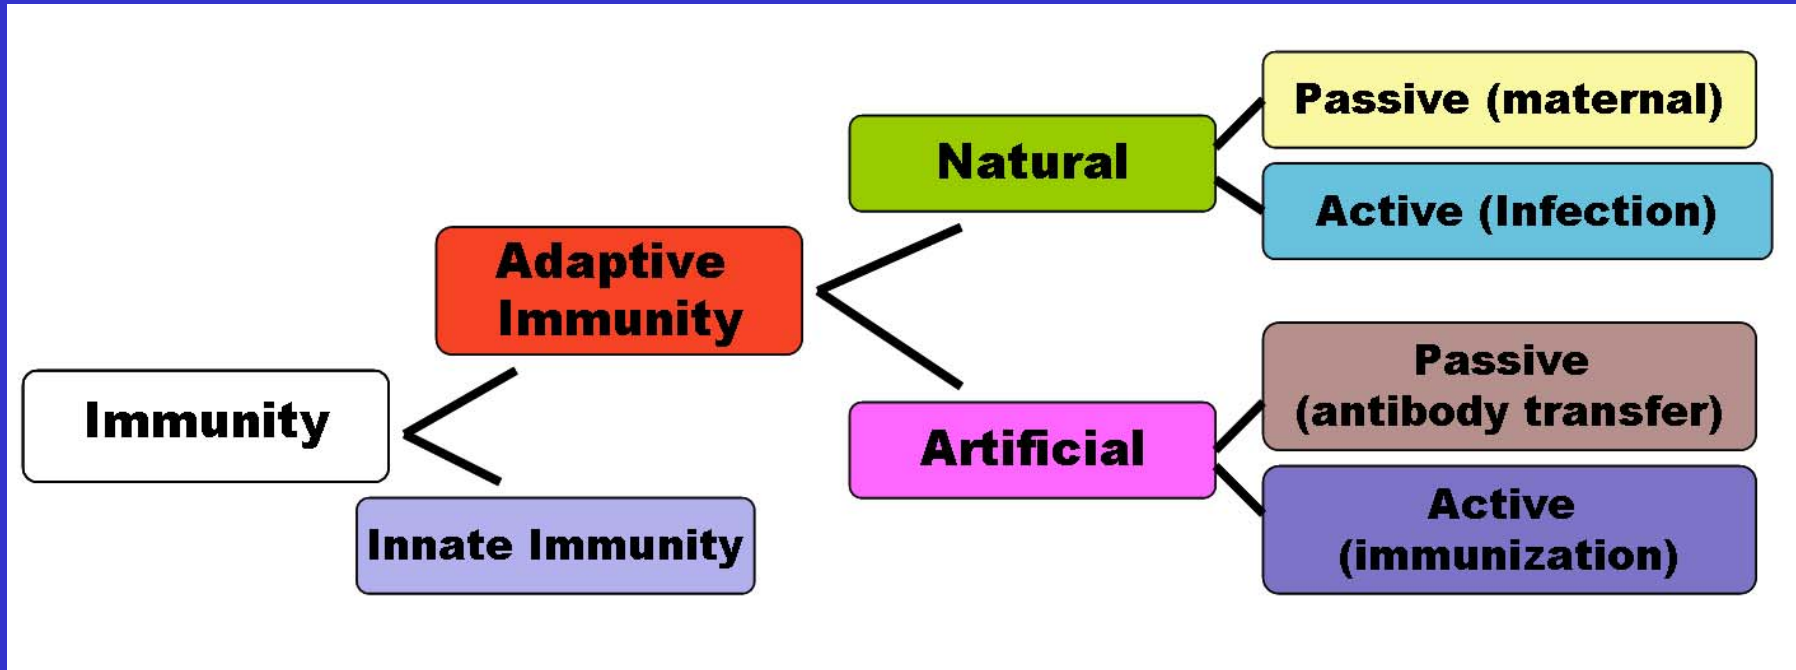 Passive (maternal)
Natural
Active (Infection)
Adaptive
Immunity
Passive
(antibody transfer)
Immunity
Artificial
Active
(immunization)
Innate Immunity